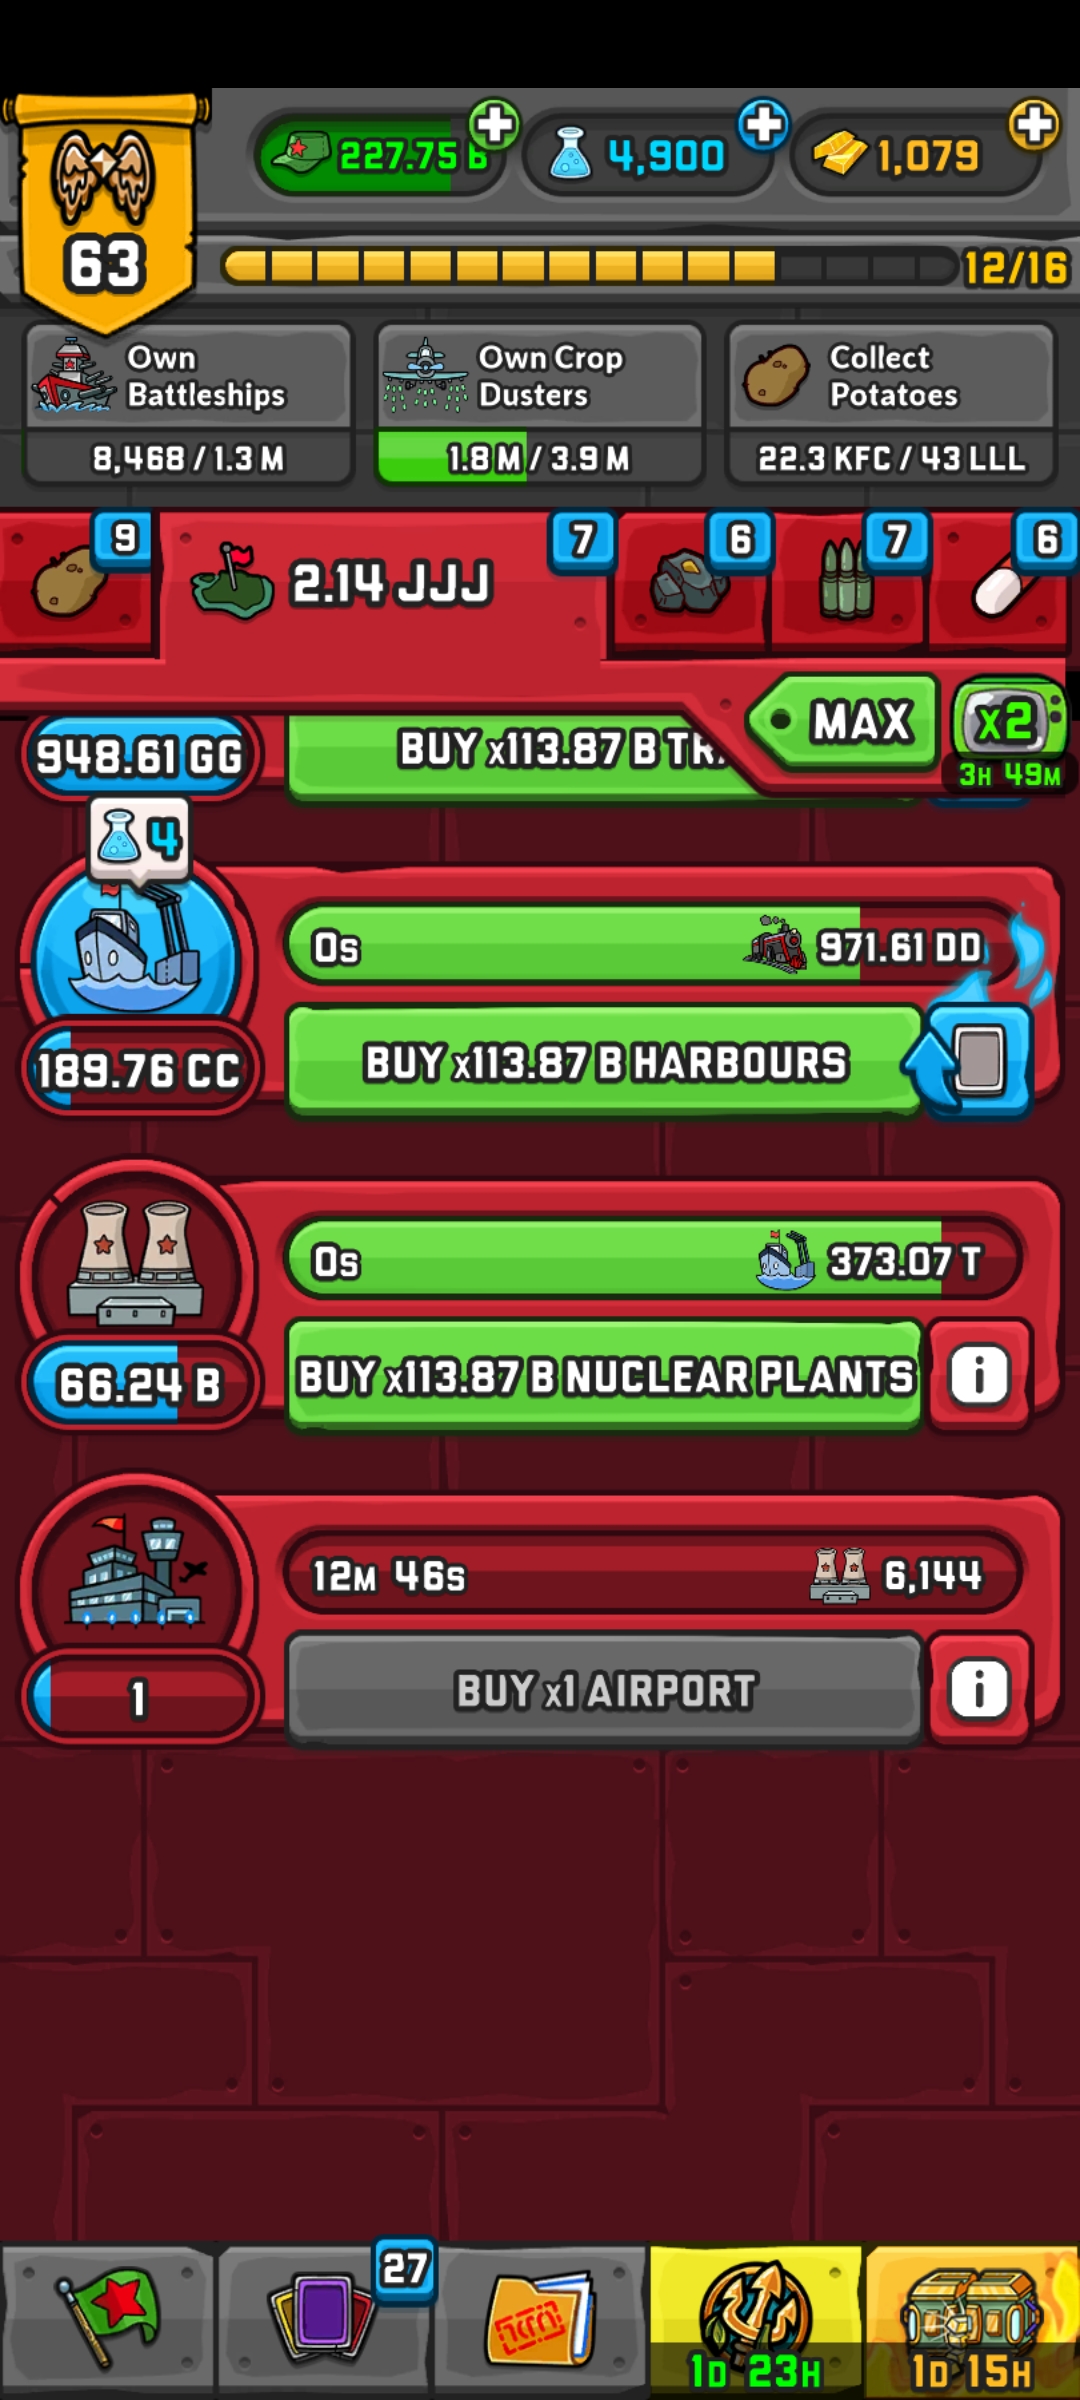 227.75 B
4,900
1,079
63
12/16
Own
Battleships
8,468 / 1.3 M
Own Crop
Dusters
1.8 M / 3.9 M
Collect
Potatoes
22.3 KFC / 43 LLL
9
2.14 JJJ
7
6
7
6
MAX
x2
3H 49M
948.61 GG
BUY x113.87 B
4
0s
971.61 DD
189.76 CC
BUY x113.87 B HARBOURS
0s
373.07 T
66.24 B
BUY x113.87 B NUCLEAR PLANTS
i
12M 46s
6,144
1
BUY x1 AIRPORT
i
27
1D 23H
1D 15H